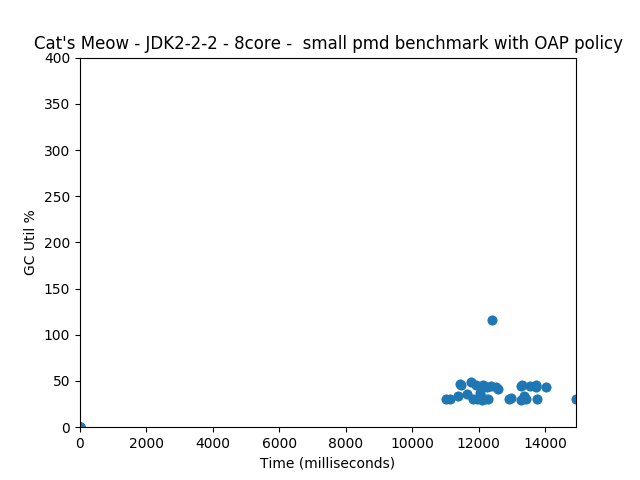 Cat's Meow - JDK2-2-2 - 8core -  small pmd benchmark with OAP policy
400
350
300
250
200
150
100
50
0
GC Util %
0 2000 4000 6000 8000 10000 12000 14000
Time (milliseconds)